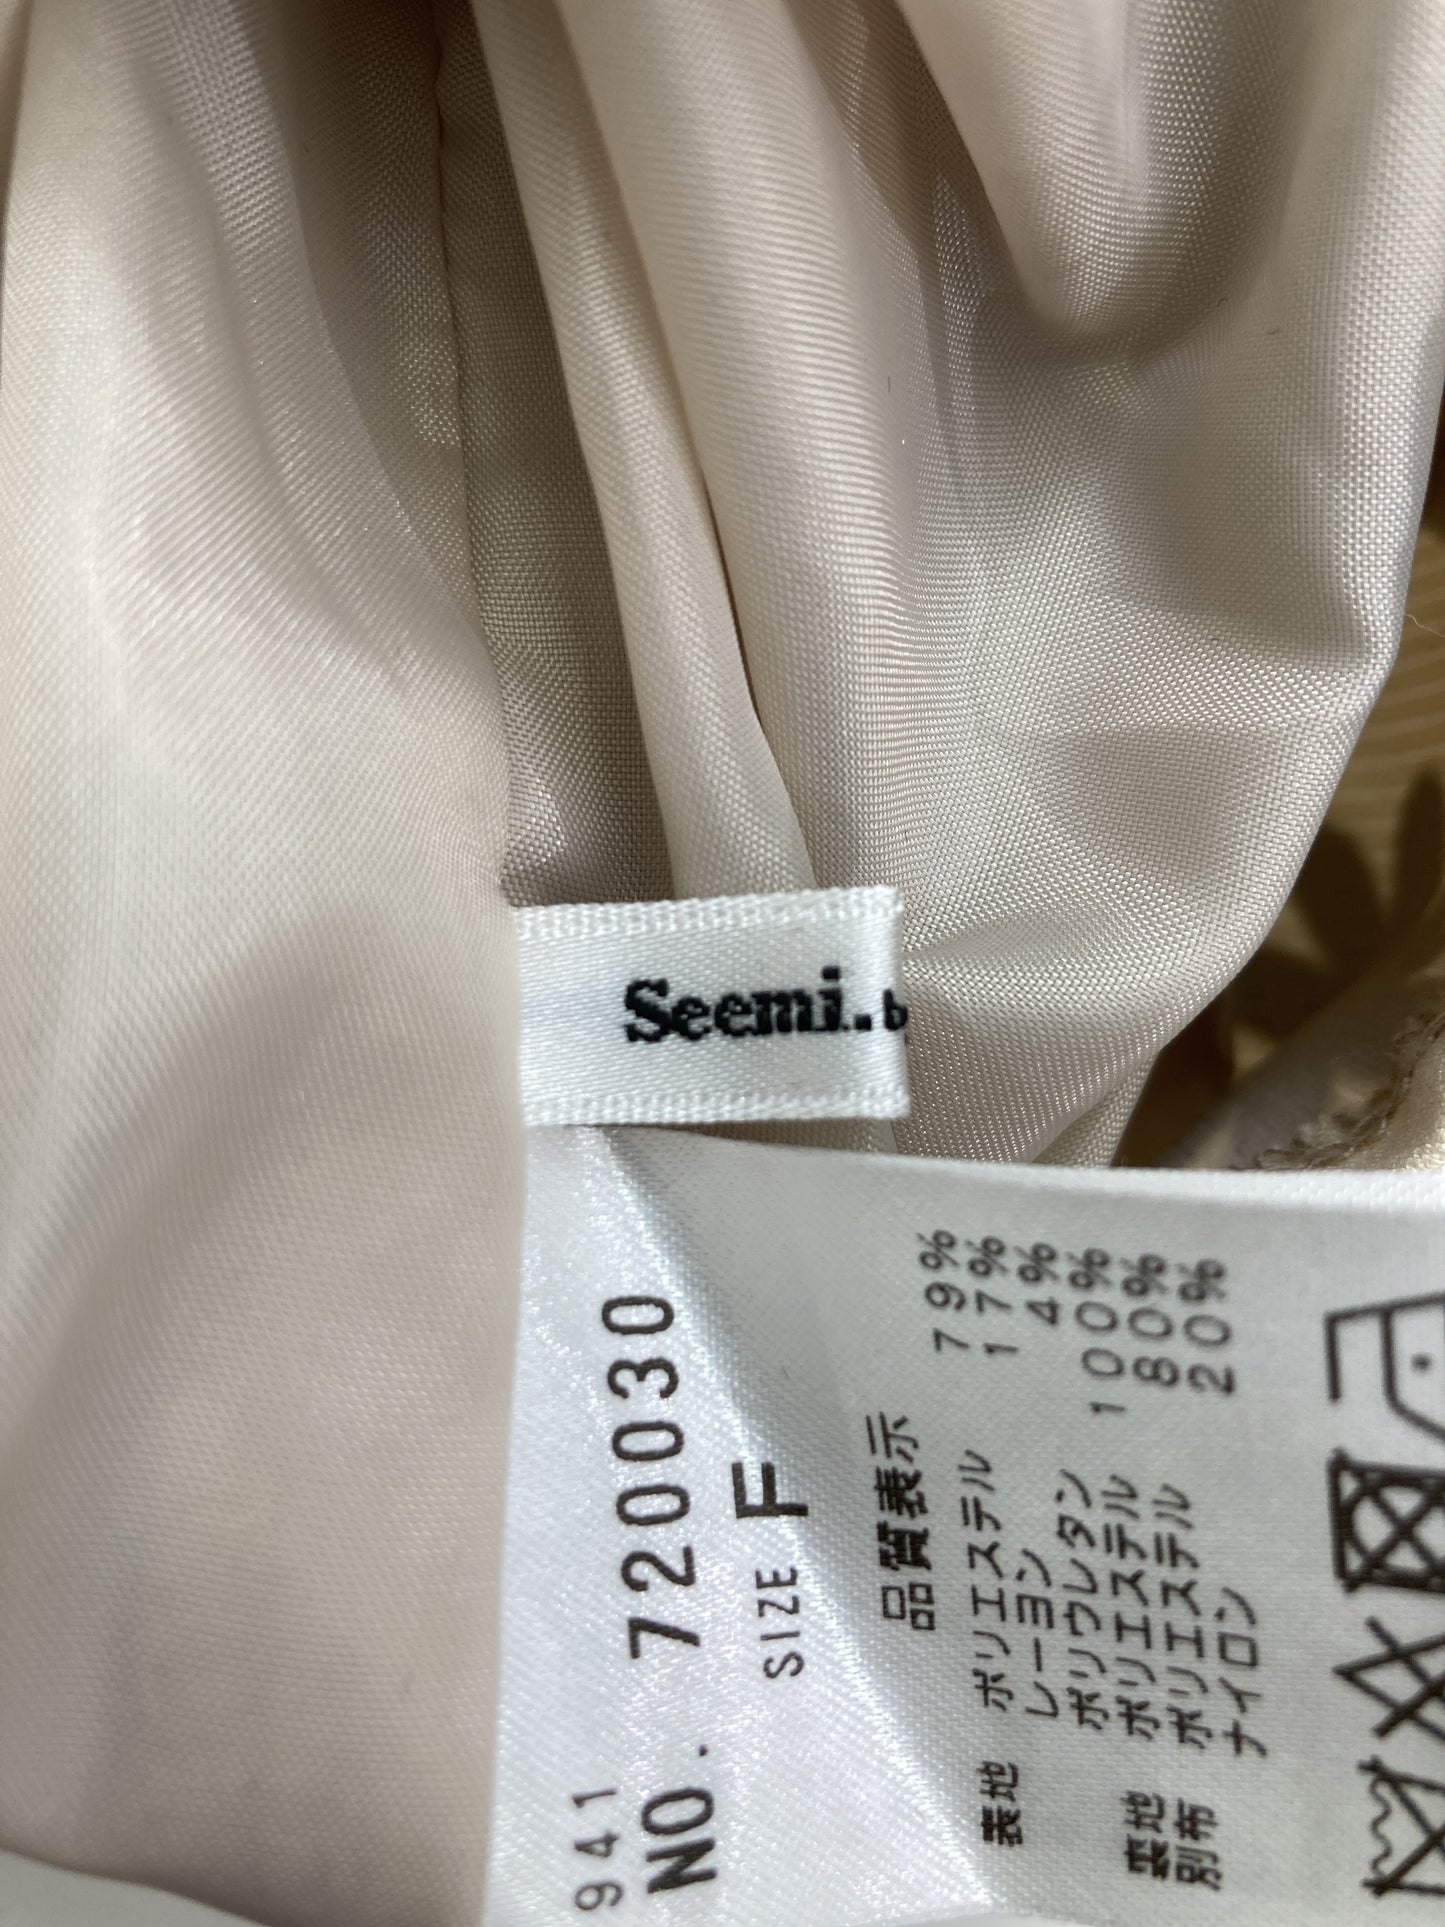 Seemi.b
941
NO. 720030
SIZE F
品質表示
表地 ポリエステル 79%
レーヨン 17%
ポリウレタン 4%
裏地 ポリエステル 100%
別布 ポリエステル 80%
ナイロン 20%